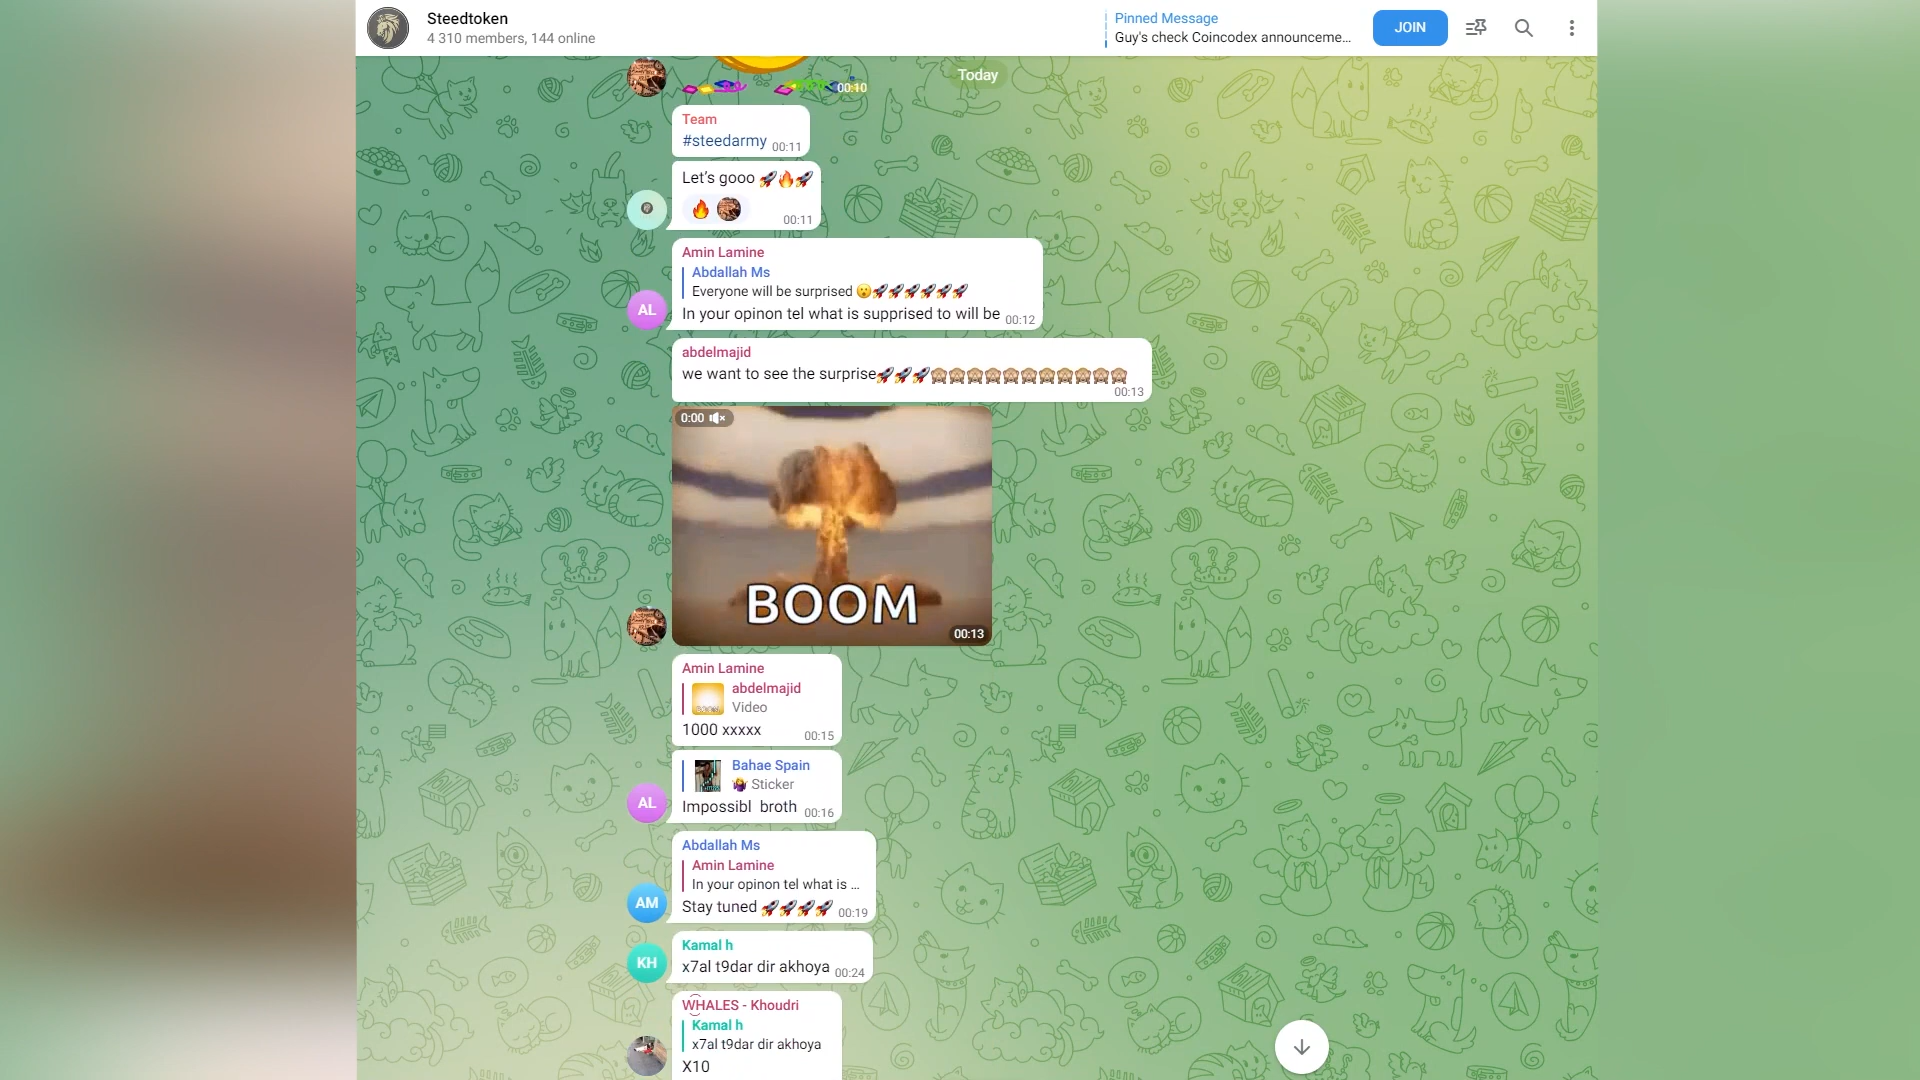 Steedtoken
4 310 members, 144 online
Pinned Message
Guy's check Coincodex announceme...
JOIN
Today
00:10
Team
#steedarmy 00:11
Let's gooo 🚀🔥🚀
🔥
00:11
Amin Lamine
Abdallah Ms
Everyone will be surprised 😮🚀🚀🚀🚀🚀🚀
AL
In your opinon tel what is supprised to will be 00:12
abdelmajid
we want to see the surprise🚀🚀🚀🙈🙈🙈🙈🙈🙈🙈🙈🙈🙈🙈
00:13
0:00
BOOM
00:13
Amin Lamine
abdelmajid
BOOM
Video
1000 xxxxx 00:15
Bahae Spain
🤷‍♀️ Sticker
AL
Impossibl broth 00:16
Abdallah Ms
Amin Lamine
In your opinon tel what is ...
AM
Stay tuned 🚀🚀🚀🚀 00:19
Kamal h
KH
x7al t9dar dir akhoya 00:24
WHALES - Khoudri
Kamal h
x7al t9dar dir akhoya
X10